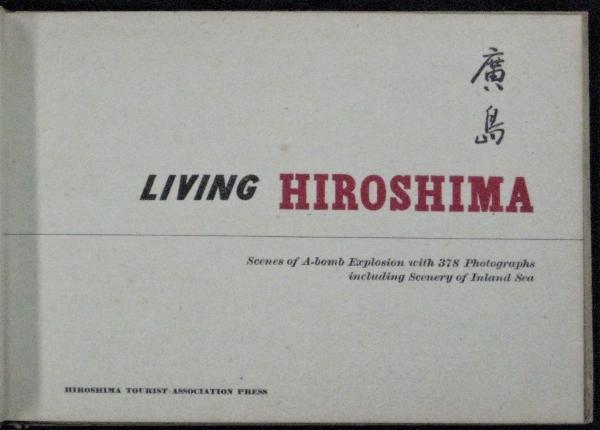 廣島
LIVING HIROSHIMA
Scenes of A-bomb Explosion with 378 Photographs
including Scenery of Inland Sea
HIROSHIMA TOURIST ASSOCIATION PRESS